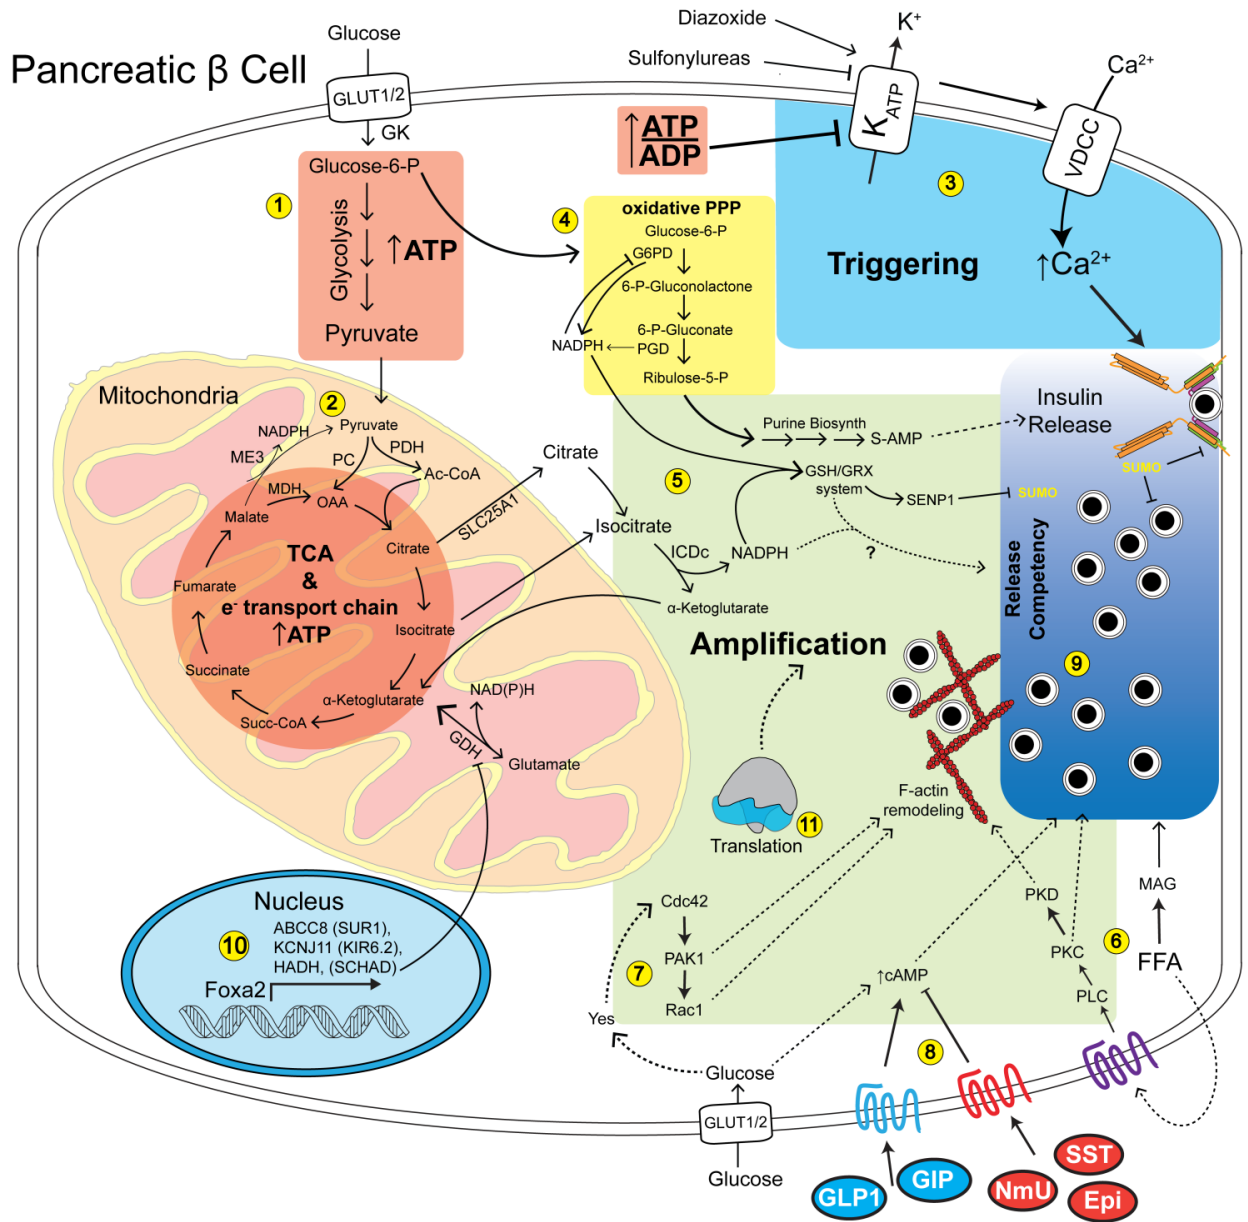 Pancreatic β Cell
Glucose
GLUT1/2
GK
Diazoxide
Sulfonylureas
K⁺
K_ATP
Ca²⁺
VDCC
↑ATP
ADP
1
Glucose-6-P
Glycolysis
↑ATP
Pyruvate
4
oxidative PPP
Glucose-6-P
G6PD
6-P-Gluconolactone
6-P-Gluconate
NADPH
PGD
Ribulose-5-P
3
Triggering
↑Ca²⁺
Mitochondria
2
NADPH
Pyruvate
ME3
PC
PDH
Ac-CoA
MDH
OAA
Malate
Citrate
Fumarate
TCA
&
e⁻ transport chain
↑ATP
Isocitrate
Succinate
α-Ketoglutarate
Succ-CoA
NAD(P)H
GDH
Glutamate
SLC25A1
Citrate
Isocitrate
ICDc
NADPH
α-Ketoglutarate
5
Purine Biosynth
S-AMP
GSH/GRX
system
SENP1
SUMO
?
Insulin
Release
SUMO
Release
Competency
9
Amplification
F-actin
remodeling
Translation
11
Nucleus
10
ABCC8 (SUR1),
KCNJ11 (KIR6.2),
HADH, (SCHAD)
Foxa2
7
Cdc42
PAK1
Rac1
Yes
↑cAMP
8
PKD
PKC
PLC
6
MAG
FFA
Glucose
GLUT1/2
Glucose
GLP1
GIP
NmU
SST
Epi